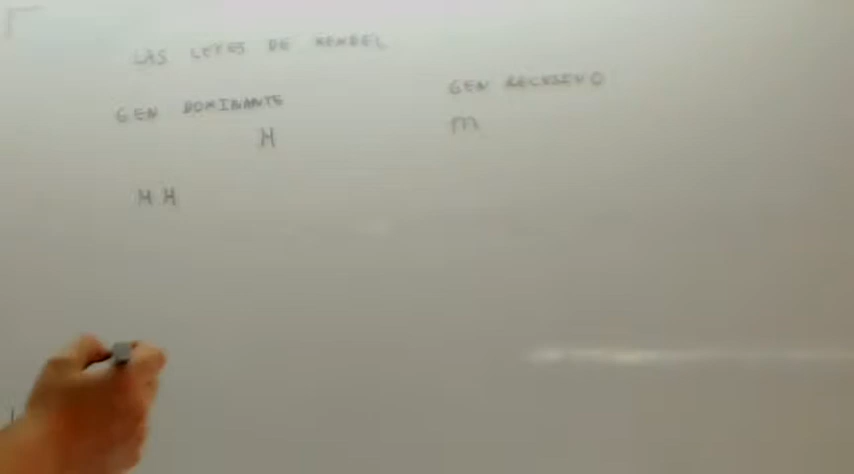 LAS LEYES DE MENDEL
GEN DOMINANTE
GEN RECESIVO
M
m
M M